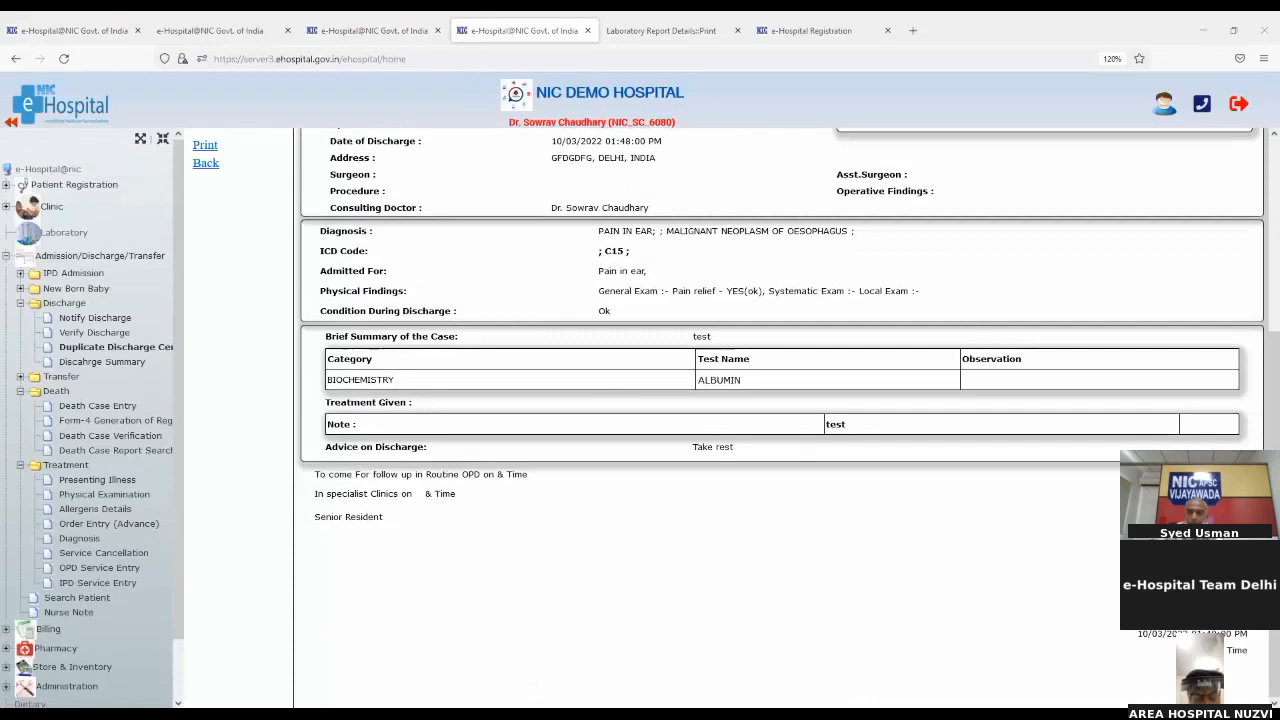 e-Hospital@NIC Govt. of India
e-Hospital@NIC Govt. of India
e-Hospital@NIC Govt. of India
e-Hospital@NIC Govt. of India
Laboratory Report Details::Print
e-Hospital Registration
https://server3.ehospital.gov.in/ehospital/home
120%
NIC
eHospital
NIC DEMO HOSPITAL
Dr. Sowrav Chaudhary (NIC_SC_6080)
e-Hospital@nic
Patient Registration
Clinic
Laboratory
Admission/Discharge/Transfer
IPD Admission
New Born Baby
Discharge
Notify Discharge
Verify Discharge
Duplicate Discharge Cer
Discahrge Summary
Transfer
Death
Death Case Entry
Form-4 Generation of Reg
Death Case Verification
Death Case Report Search
Treatment
Presenting Illness
Physical Examination
Allergens Details
Order Entry (Advance)
Diagnosis
Service Cancellation
OPD Service Entry
IPD Service Entry
Search Patient
Nurse Note
Billing
Pharmacy
Store & Inventory
Administration
Dietary
Print
Back
Date of Discharge : 10/03/2022 01:48:00 PM
Address : GFDGDFG, DELHI, INDIA
Surgeon : Asst.Surgeon :
Procedure : Operative Findings :
Consulting Doctor : Dr. Sowrav Chaudhary
Diagnosis : PAIN IN EAR; ; MALIGNANT NEOPLASM OF OESOPHAGUS ;
ICD Code: ; C15 ;
Admitted For: Pain in ear,
Physical Findings: General Exam :- Pain relief - YES(ok), Systematic Exam :- Local Exam :-
Condition During Discharge : Ok
Brief Summary of the Case: test
Category Test Name Observation
BIOCHEMISTRY ALBUMIN
Treatment Given :
Note : test
Advice on Discharge: Take rest
To come For follow up in Routine OPD on & Time
In specialist Clinics on & Time
Senior Resident
NIC APSC
VIJAYAWADA
Syed Usman
e-Hospital Team Delhi
10/03/2022 01:48:00 PM
Time
AREA HOSPITAL NUZVI